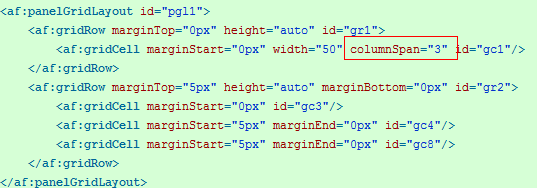 <af:panelGridLayout id="pgl1">
<af:gridRow marginTop="0px" height="auto" id="gr1">
<af:gridCell marginStart="0px" width="50" columnSpan="3" id="gc1"/>
</af:gridRow>
<af:gridRow marginTop="5px" height="auto" marginBottom="0px" id="gr2">
<af:gridCell marginStart="0px" id="gc3"/>
<af:gridCell marginStart="5px" marginEnd="0px" id="gc4"/>
<af:gridCell marginStart="5px" marginEnd="0px" id="gc8"/>
</af:gridRow>
</af:panelGridLayout>